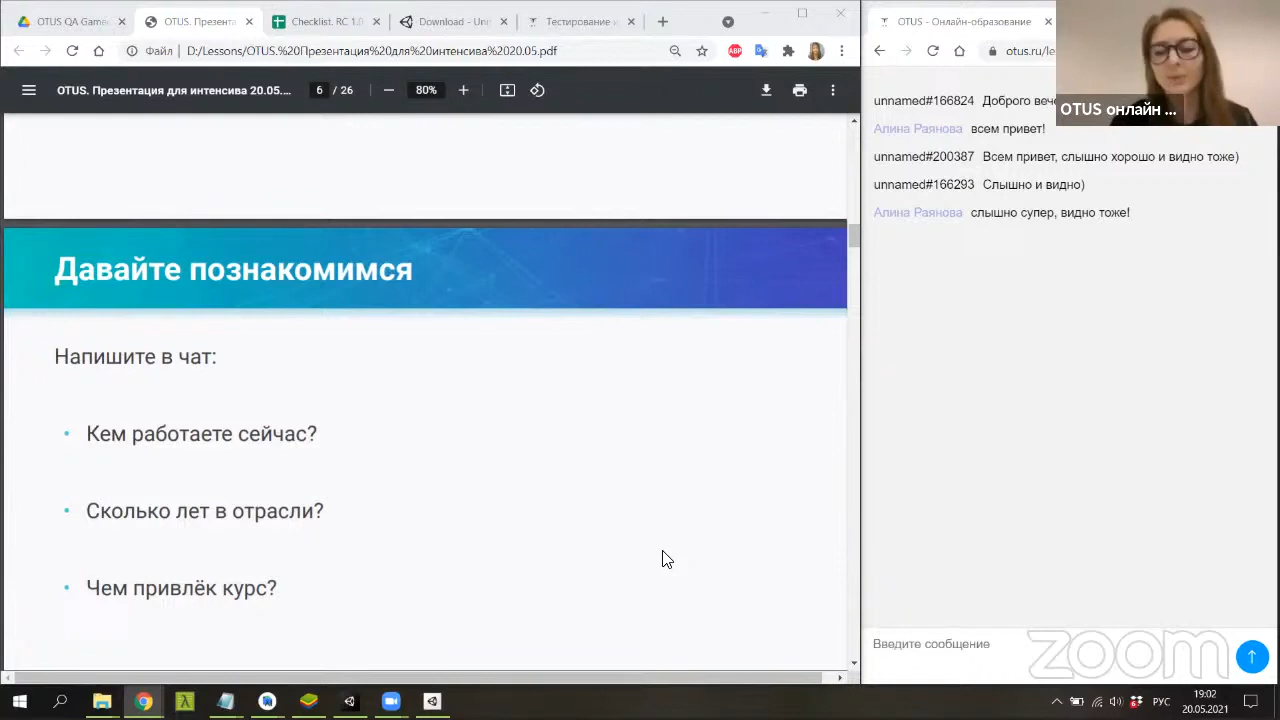 OTUS QA Game
OTUS. Презента
Checklist. RC 1.0
Download - Un
Тестирование и
OTUS - Онлайн-образование
Файл
D:/Lessons/OTUS.%20Презентация%20для%20интенсива%2020.05.pdf
ABP
otus.ru/le
OTUS. Презентация для интенсива 20.05....
6 / 26
80%
OTUS онлайн ...
unnamed#166824 Доброго вече
Алина Раянова всем привет!
unnamed#200387 Всем привет, слышно хорошо и видно тоже)
unnamed#166293 Слышно и видно)
Алина Раянова слышно супер, видно тоже!
Давайте познакомимся
Напишите в чат:
• Кем работаете сейчас?
• Сколько лет в отрасли?
• Чем привлёк курс?
Введите сообщение
zoom
РУС
19:02
20.05.2021